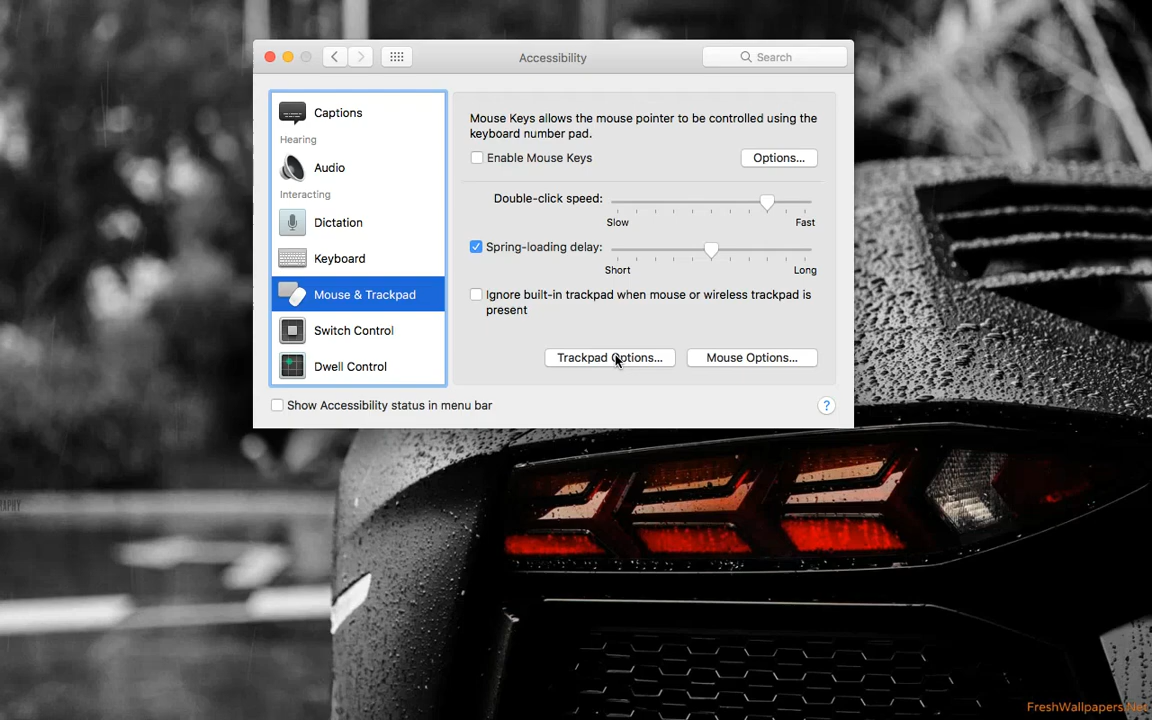 Accessibility
Search
Captions
Hearing
Audio
Interacting
Dictation
Keyboard
Mouse & Trackpad
Switch Control
Dwell Control
Mouse Keys allows the mouse pointer to be controlled using the
keyboard number pad.
Enable Mouse Keys
Options...
Double-click speed:
Slow
Fast
Spring-loading delay:
Short
Long
Ignore built-in trackpad when mouse or wireless trackpad is
present
Trackpad Options...
Mouse Options...
Show Accessibility status in menu bar
?
FreshWallpapers.Net